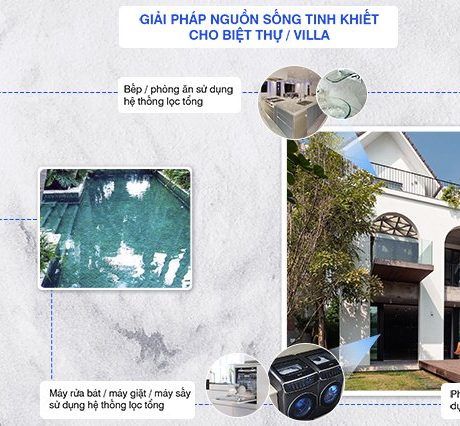 GIẢI PHÁP NGUỒN SỐNG TINH KHIẾT
CHO BIỆT THỰ / VILLA
Bếp / phòng ăn sử dụng
hệ thống lọc tổng
Máy rửa bát / máy giặt / máy sấy
sử dụng hệ thống lọc tổng